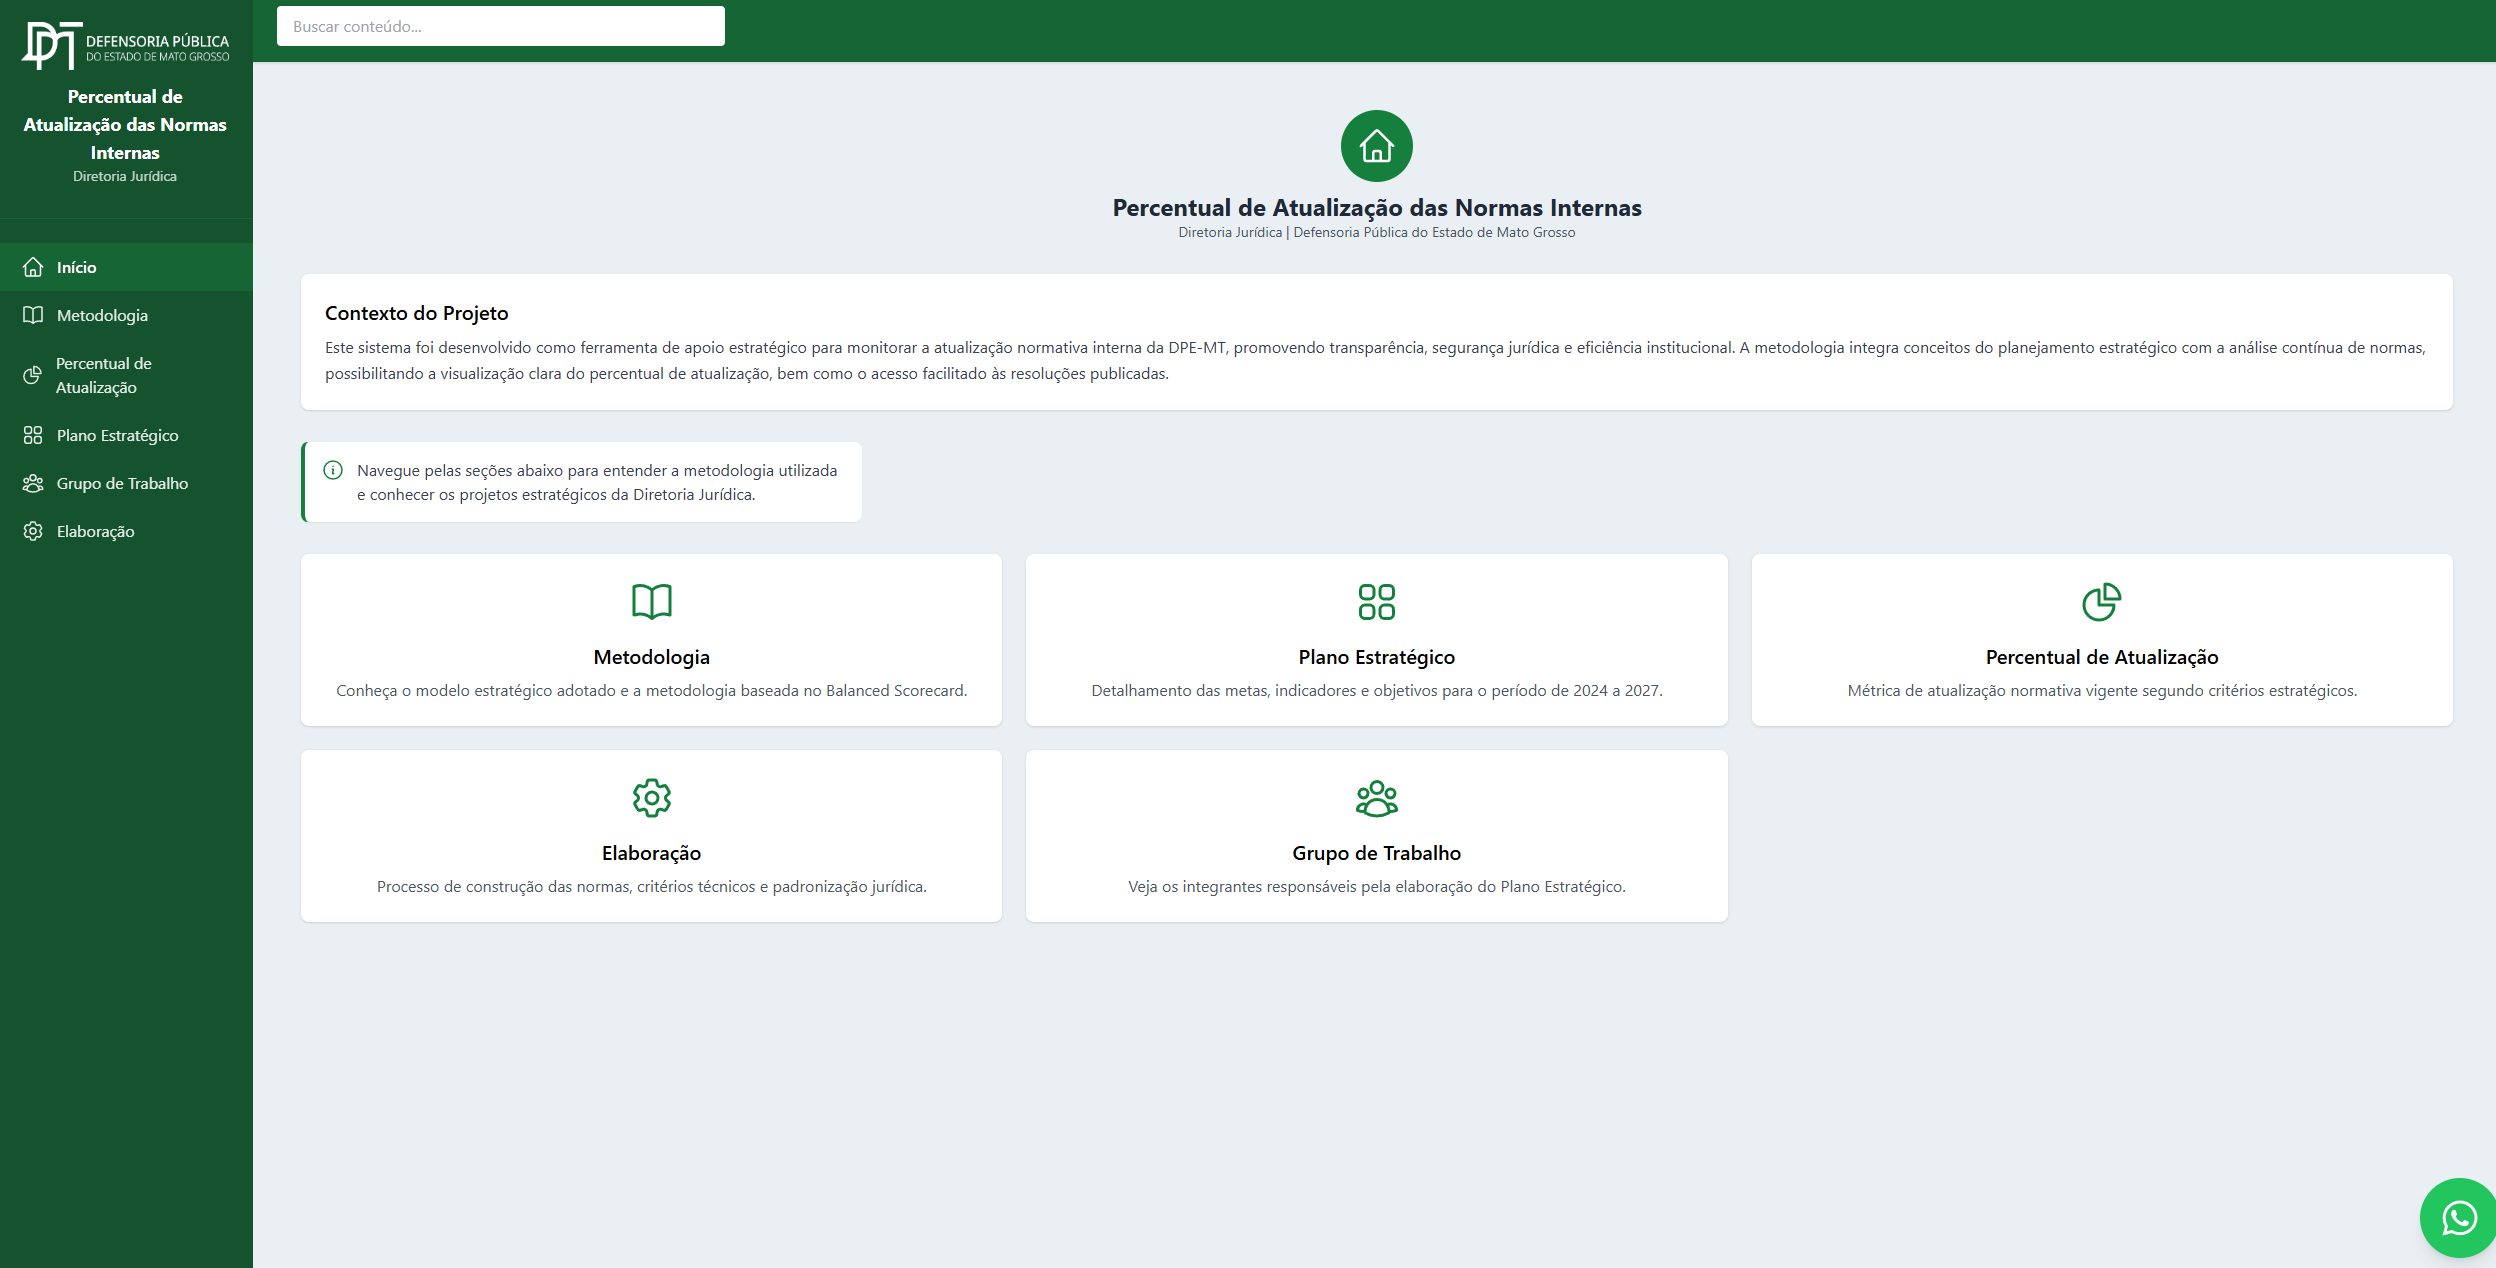 DEFENSORIA PÚBLICA
DO ESTADO DE MATO GROSSO
Percentual de
Atualização das Normas
Internas
Diretoria Jurídica
Início
Metodologia
Percentual de
Atualização
Plano Estratégico
Grupo de Trabalho
Elaboração
Buscar conteúdo...
Percentual de Atualização das Normas Internas
Diretoria Jurídica | Defensoria Pública do Estado de Mato Grosso
Contexto do Projeto
Este sistema foi desenvolvido como ferramenta de apoio estratégico para monitorar a atualização normativa interna da DPE-MT, promovendo transparência, segurança jurídica e eficiência institucional. A metodologia integra conceitos do planejamento estratégico com a análise contínua de normas,
possibilitando a visualização clara do percentual de atualização, bem como o acesso facilitado às resoluções publicadas.
Navegue pelas seções abaixo para entender a metodologia utilizada
e conhecer os projetos estratégicos da Diretoria Jurídica.
Metodologia
Conheça o modelo estratégico adotado e a metodologia baseada no Balanced Scorecard.
Plano Estratégico
Detalhamento das metas, indicadores e objetivos para o período de 2024 a 2027.
Percentual de Atualização
Métrica de atualização normativa vigente segundo critérios estratégicos.
Elaboração
Processo de construção das normas, critérios técnicos e padronização jurídica.
Grupo de Trabalho
Veja os integrantes responsáveis pela elaboração do Plano Estratégico.